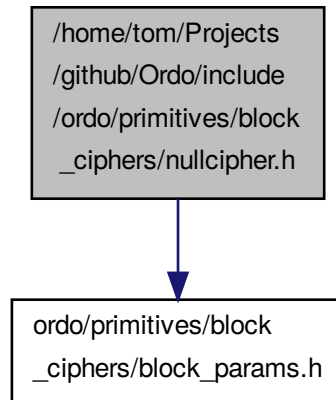 /home/tom/Projects
/github/Ordo/include
/ordo/primitives/block
_ciphers/nullcipher.h
ordo/primitives/block
_ciphers/block_params.h